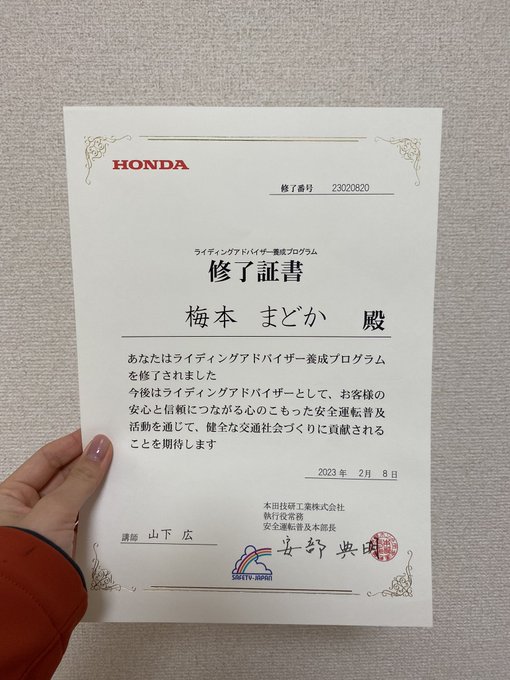 HONDA
修了番号 23020820
ライディングアドバイザー養成プログラム
修了証書
梅本 まどか 殿
あなたはライディングアドバイザー養成プログラム
を修了されました
今後はライディングアドバイザーとして、お客様の
安心と信頼につながる心のこもった安全運転普及
活動を通じて、健全な交通社会づくりに貢献される
ことを期待します
2023 年 2月 8 日
本田技研工業株式会社
執行役常務
安全運転普及本部長
講師 山下 広
安部 典明
SAFETY-JAPAN